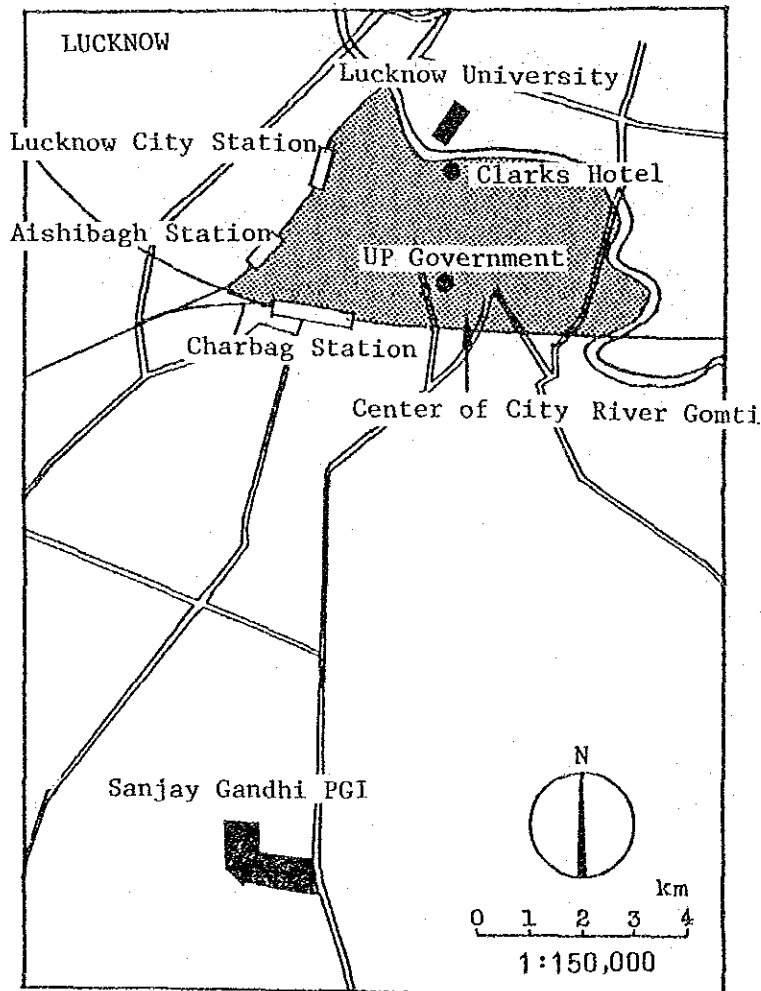 LUCKNOW
Lucknow University
Lucknow City Station
Clarks Hotel
Aishibagh Station
UP Government
Charbag Station
Center of City River Gomti
Sanjay Gandhi PGI
N
km
0 1 2 3 4
1:150,000